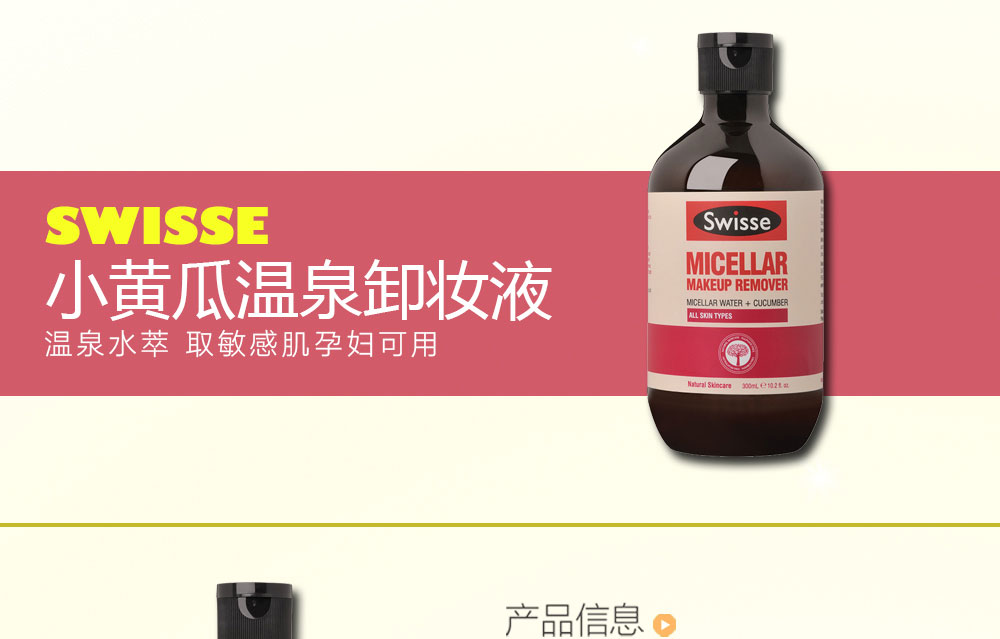 SWISSE
小黄瓜温泉卸妆液
温泉水萃 取敏感肌孕妇可用
Swisse
MICELLAR
MAKEUP REMOVER
MICELLAR WATER + CUCUMBER
ALL SKIN TYPES
Natural Skincare 300mL ℮ 10.2 fl. oz.
产品信息